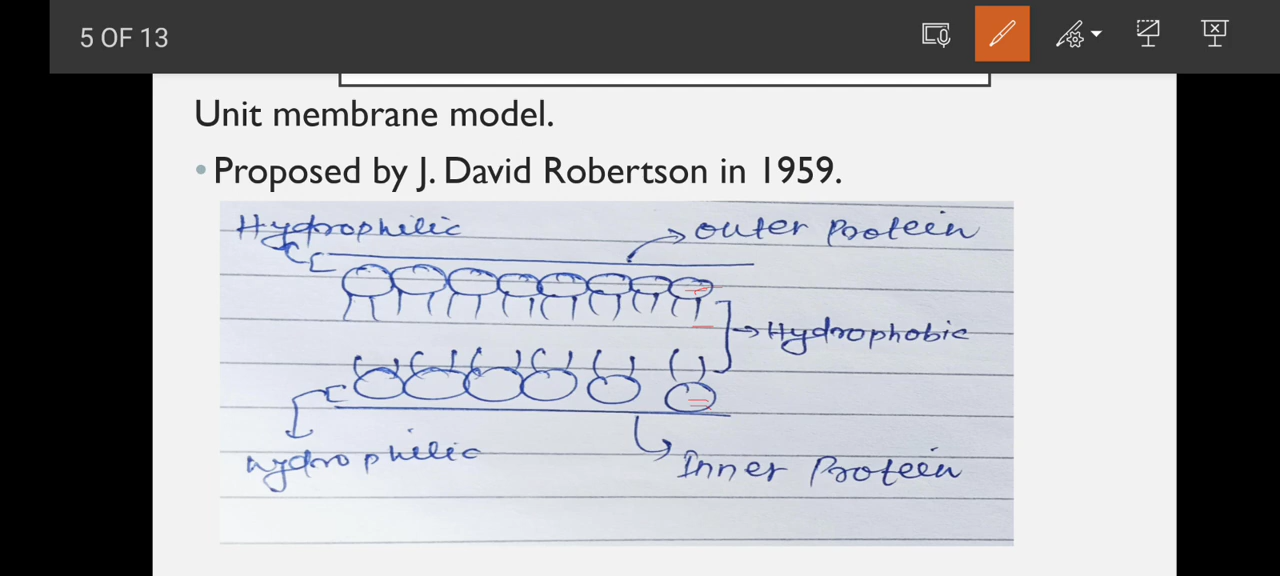 5 OF 13
Unit membrane model.
• Proposed by J. David Robertson in 1959.
Hydrophilic
outer Protein
Hydrophobic
hydrophilic
Inner Protein